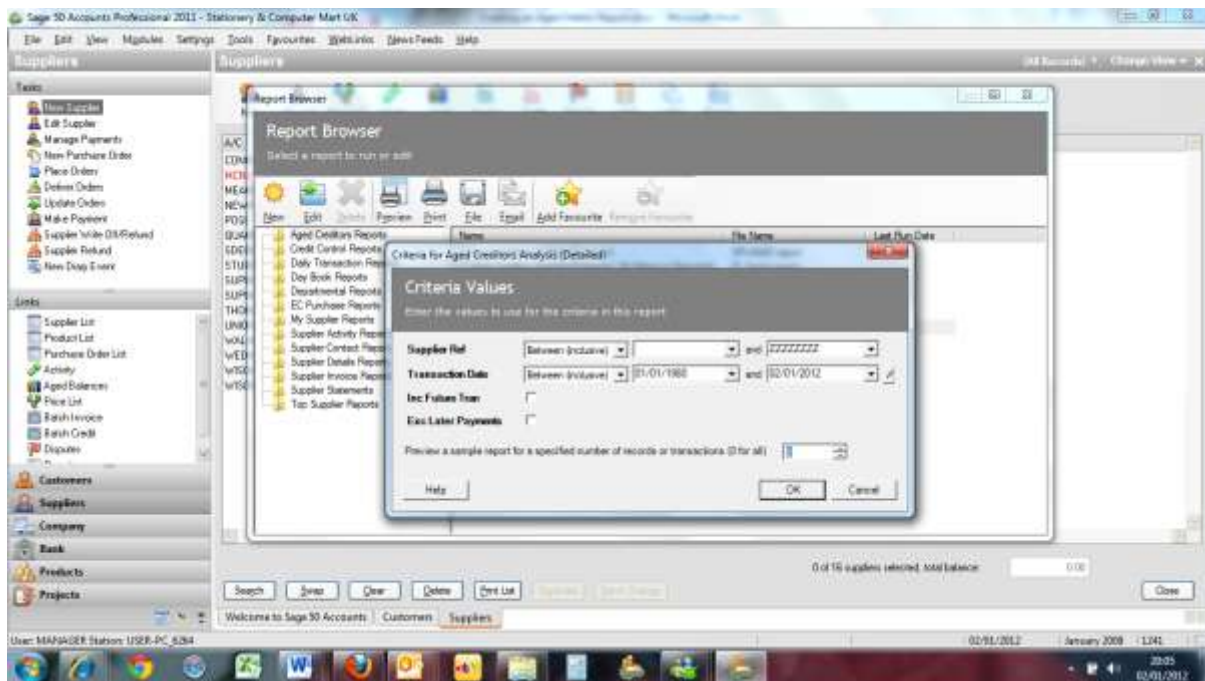 Sage 50 Accounts Professional 2011 - Stationery & Computer Mart UK
File Edit View Modules Settings Tools Favourites WebLinks News Feeds Help
Suppliers
Suppliers
(All Records) Change View
Tasks
New Supplier
Edit Supplier
Manage Payments
New Purchase Order
Place Orders
Deliver Orders
Update Orders
Make Payment
Supplier Write Off/Refund
Supplier Refund
New Diary Event
Links
Supplier List
Product List
Purchase Order List
Activity
Aged Balances
Price List
Batch Invoice
Batch Credit
Disputes
Customers
Suppliers
Company
Bank
Products
Projects
A/C
Report Browser
Report Browser
Select a report to run or edit
New Edit Delete Preview Print File Email Add Favourite
Aged Creditors Reports
Credit Control Reports
Daily Transaction
Day Book Reports
Departmental Reports
EC Purchase Reports
My Supplier Reports
Supplier Activity
Supplier Contact
Supplier Details
Supplier Invoice
Supplier Statements
Top Supplier Reports
Name File Name Last Run Date
Criteria for Aged Creditors Analysis (Detailed)
Criteria Values
Enter the values to use for the criteria in this report
Supplier Ref Between (inclusive) and ZZZZZZZZ
Transaction Date Between (inclusive) 01/01/1980 and 02/01/2012
Inc Future Tran
Exc Later Payments
Preview a sample report for a specified number of records or transactions (0 for all)
Help OK Cancel
0 of 16 suppliers selected, total balance: 0.00
Search Swap Clear Delete Print List
Close
Welcome to Sage 50 Accounts Customers Suppliers
User: MANAGER Station: USER-PC_6264 02/01/2012 January 2008 1241
20:05
02/01/2012